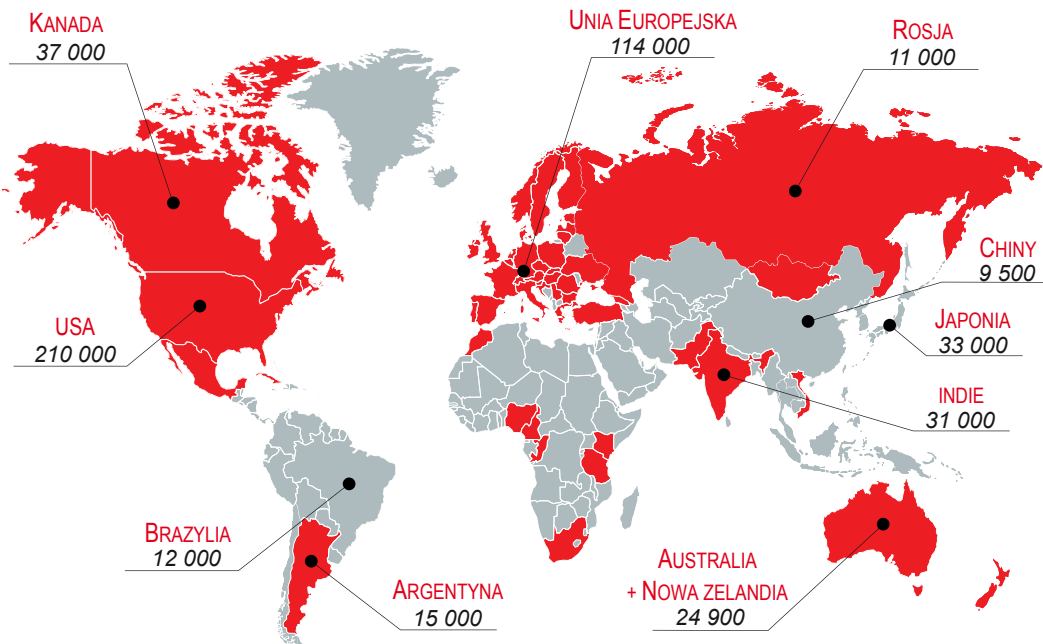 KANADA
37 000
UNIA EUROPEJSKA
114 000
ROSJA
11 000
CHINY
9 500
USA
210 000
JAPONIA
33 000
INDIE
31 000
BRAZYLIA
12 000
ARGENTYNA
15 000
AUSTRALIA
+ NOWA ZELANDIA
24 900